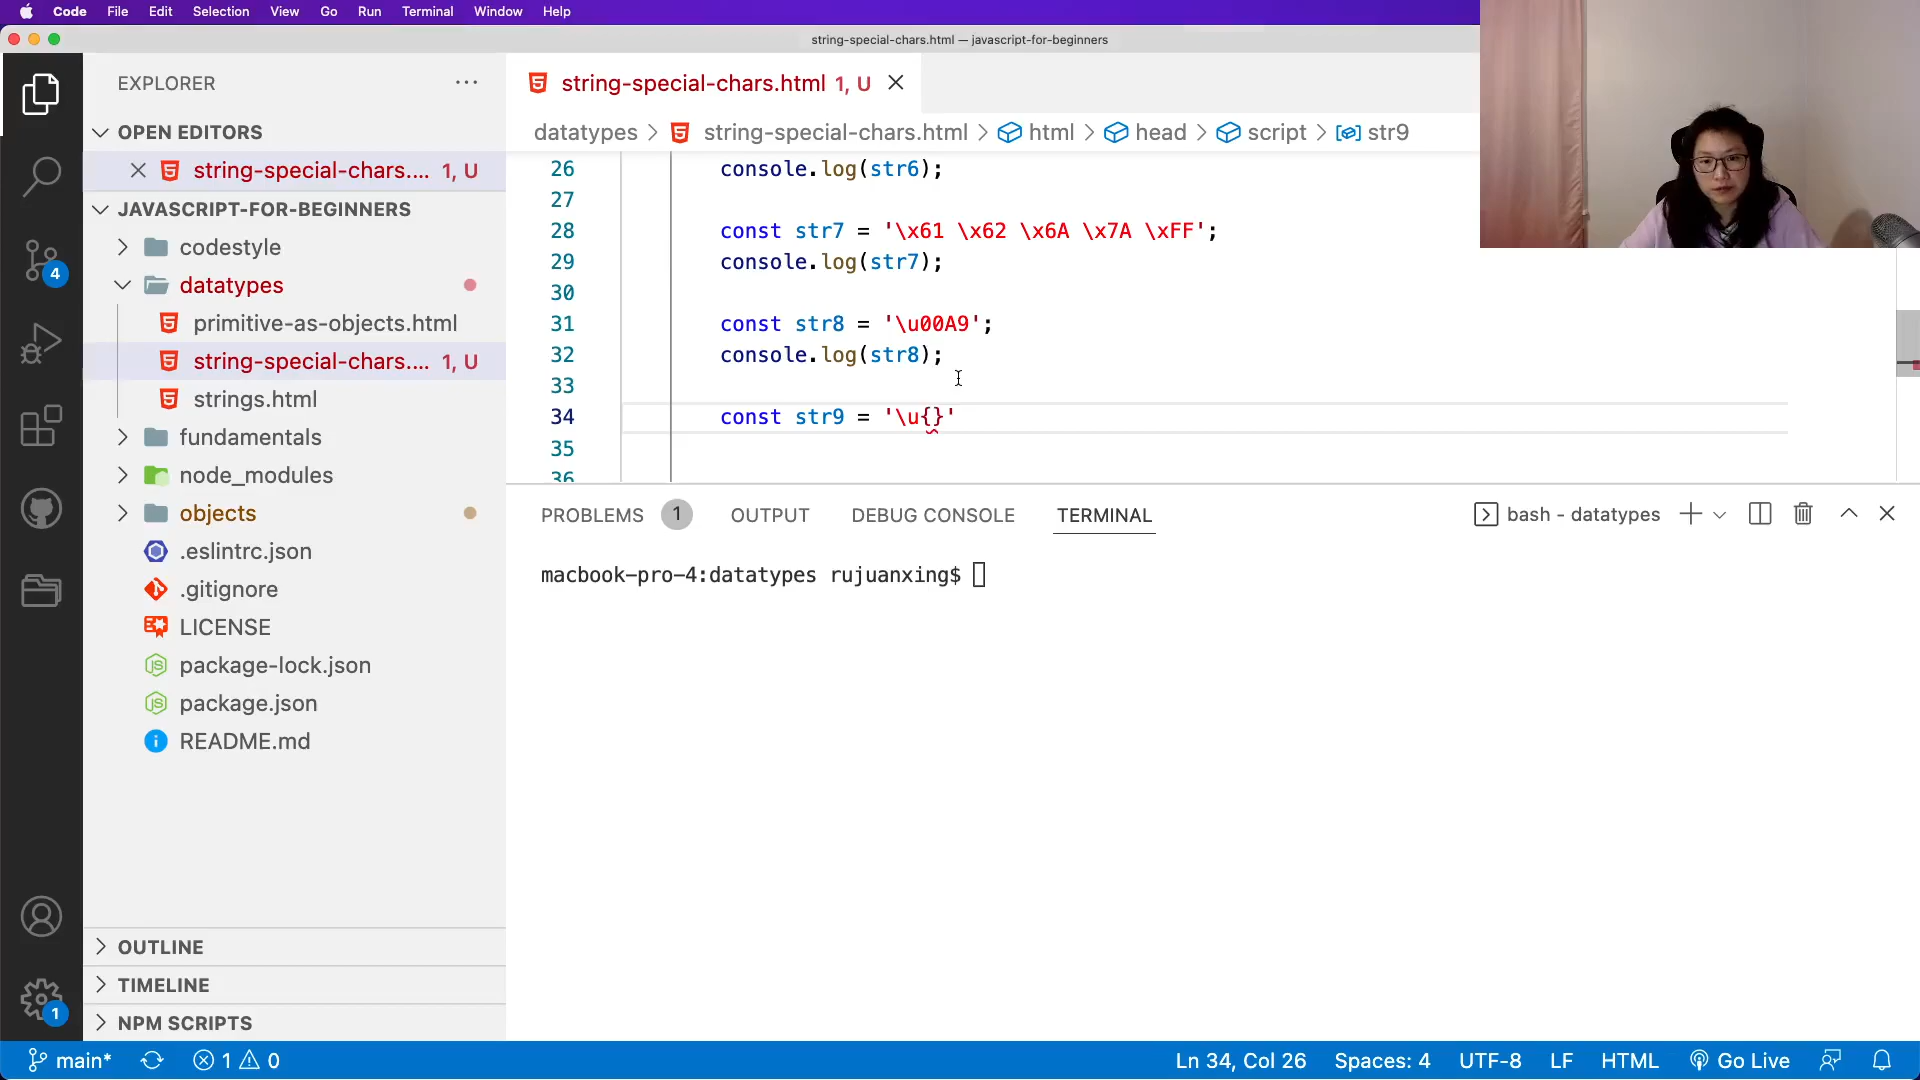 Code File Edit Selection View Go Run Terminal Window Help
string-special-chars.html — javascript-for-beginners
EXPLORER
string-special-chars.html 1, U
OPEN EDITORS
datatypes string-special-chars.html html head script str9
string-special-chars.... 1, U
26 console.log(str6);
JAVASCRIPT-FOR-BEGINNERS
27
codestyle
28 const str7 = '\x61 \x62 \x6A \x7A \xFF';
4
29 console.log(str7);
datatypes
30
primitive-as-objects.html
31 const str8 = '\u00A9';
string-special-chars.... 1, U
32 console.log(str8);
strings.html
33
34 const str9 = '\u{}'
fundamentals
35
node_modules
36
objects
PROBLEMS 1 OUTPUT DEBUG CONSOLE TERMINAL bash - datatypes
.eslintrc.json
macbook-pro-4:datatypes rujuanxing$
.gitignore
LICENSE
package-lock.json
package.json
README.md
OUTLINE
TIMELINE
1
NPM SCRIPTS
main* 1 0 Ln 34, Col 26 Spaces: 4 UTF-8 LF HTML Go Live